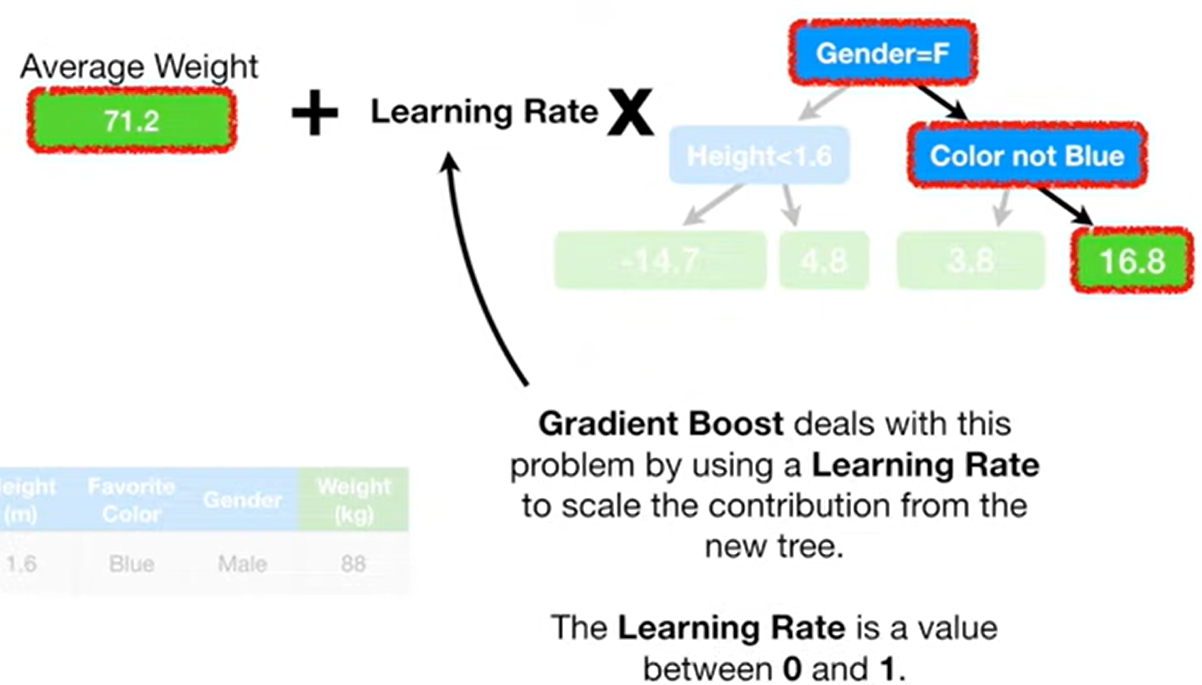 Average Weight
71.2
+ Learning Rate X
Gender=F
Height<1.6
Color not Blue
-14.7
4.8
3.8
16.8
Gradient Boost deals with this
problem by using a Learning Rate
to scale the contribution from the
new tree.
The Learning Rate is a value
between 0 and 1.
eight
(m)
Favorite
Color
Gender
Weight
(kg)
1.6 Blue Male 88